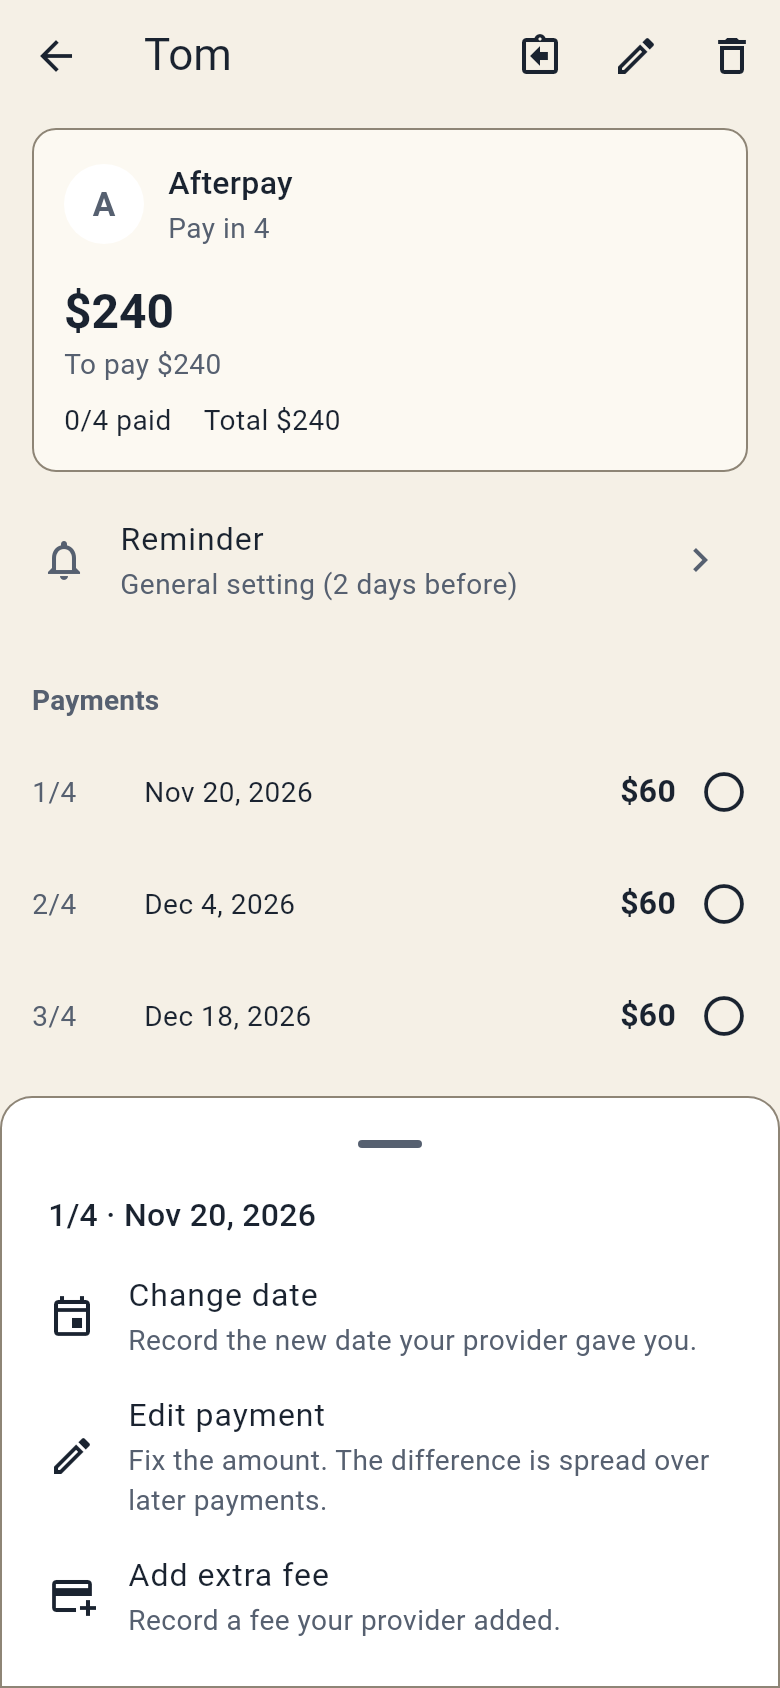 Tom
A
Afterpay
Pay in 4
$240
To pay $240
0/4 paid Total $240
Reminder
General setting (2 days before)
Payments
1/4 Nov 20, 2026 $60
2/4 Dec 4, 2026 $60
3/4 Dec 18, 2026 $60
1/4 · Nov 20, 2026
Change date
Record the new date your provider gave you.
Edit payment
Fix the amount. The difference is spread over
later payments.
Add extra fee
Record a fee your provider added.